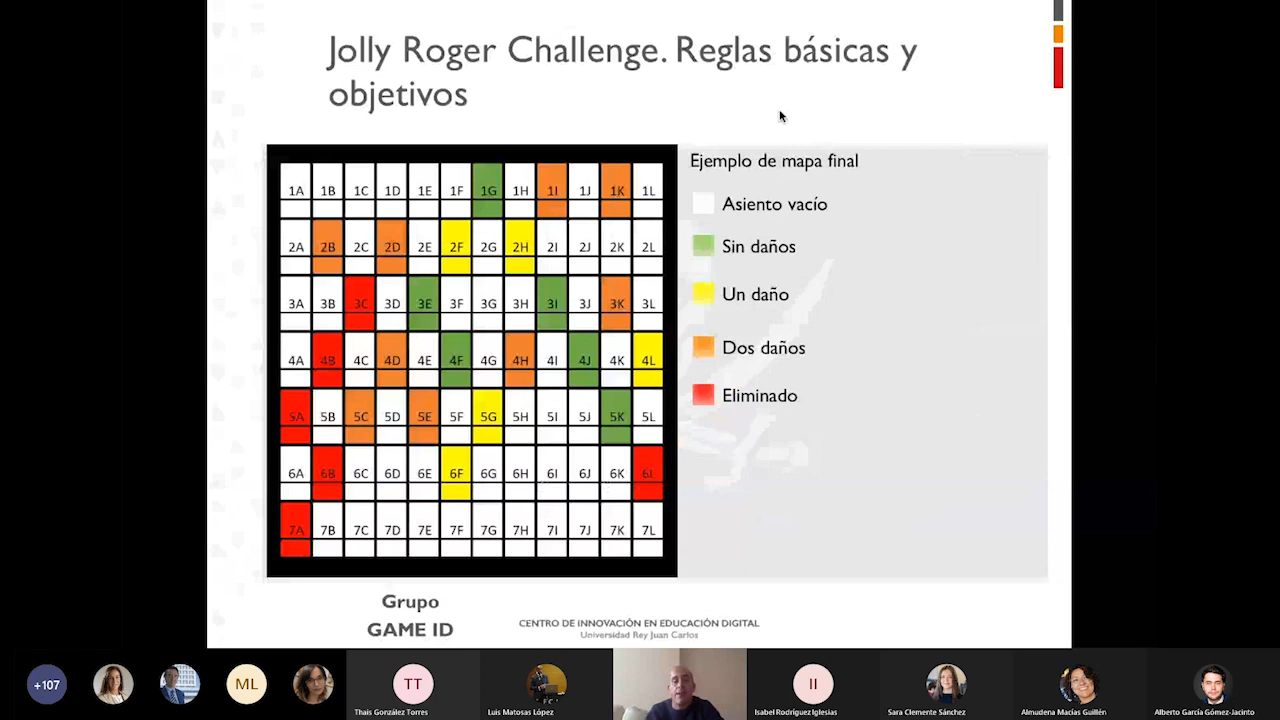 Jolly Roger Challenge. Reglas básicas y
objetivos
1A 1B 1C 1D 1E 1F 1G 1H 1I 1J 1K 1L
2A 2B 2C 2D 2E 2F 2G 2H 2I 2J 2K 2L
3A 3B 3C 3D 3E 3F 3G 3H 3I 3J 3K 3L
4A 4B 4C 4D 4E 4F 4G 4H 4I 4J 4K 4L
5A 5B 5C 5D 5E 5F 5G 5H 5I 5J 5K 5L
6A 6B 6C 6D 6E 6F 6G 6H 6I 6J 6K 6L
7A 7B 7C 7D 7E 7F 7G 7H 7I 7J 7K 7L
Ejemplo de mapa final
Asiento vacío
Sin daños
Un daño
Dos daños
Eliminado
Grupo
GAME ID
CENTRO DE INNOVACIÓN EN EDUCACIÓN DIGITAL
Universidad Rey Juan Carlos
+107
ML
TT
II
Thais González Torres
Luis Matosas López
Isabel Rodríguez Iglesias
Sara Clemente Sánchez
Almudena Macías Guillén
Alberto García Gómez-Jacinto